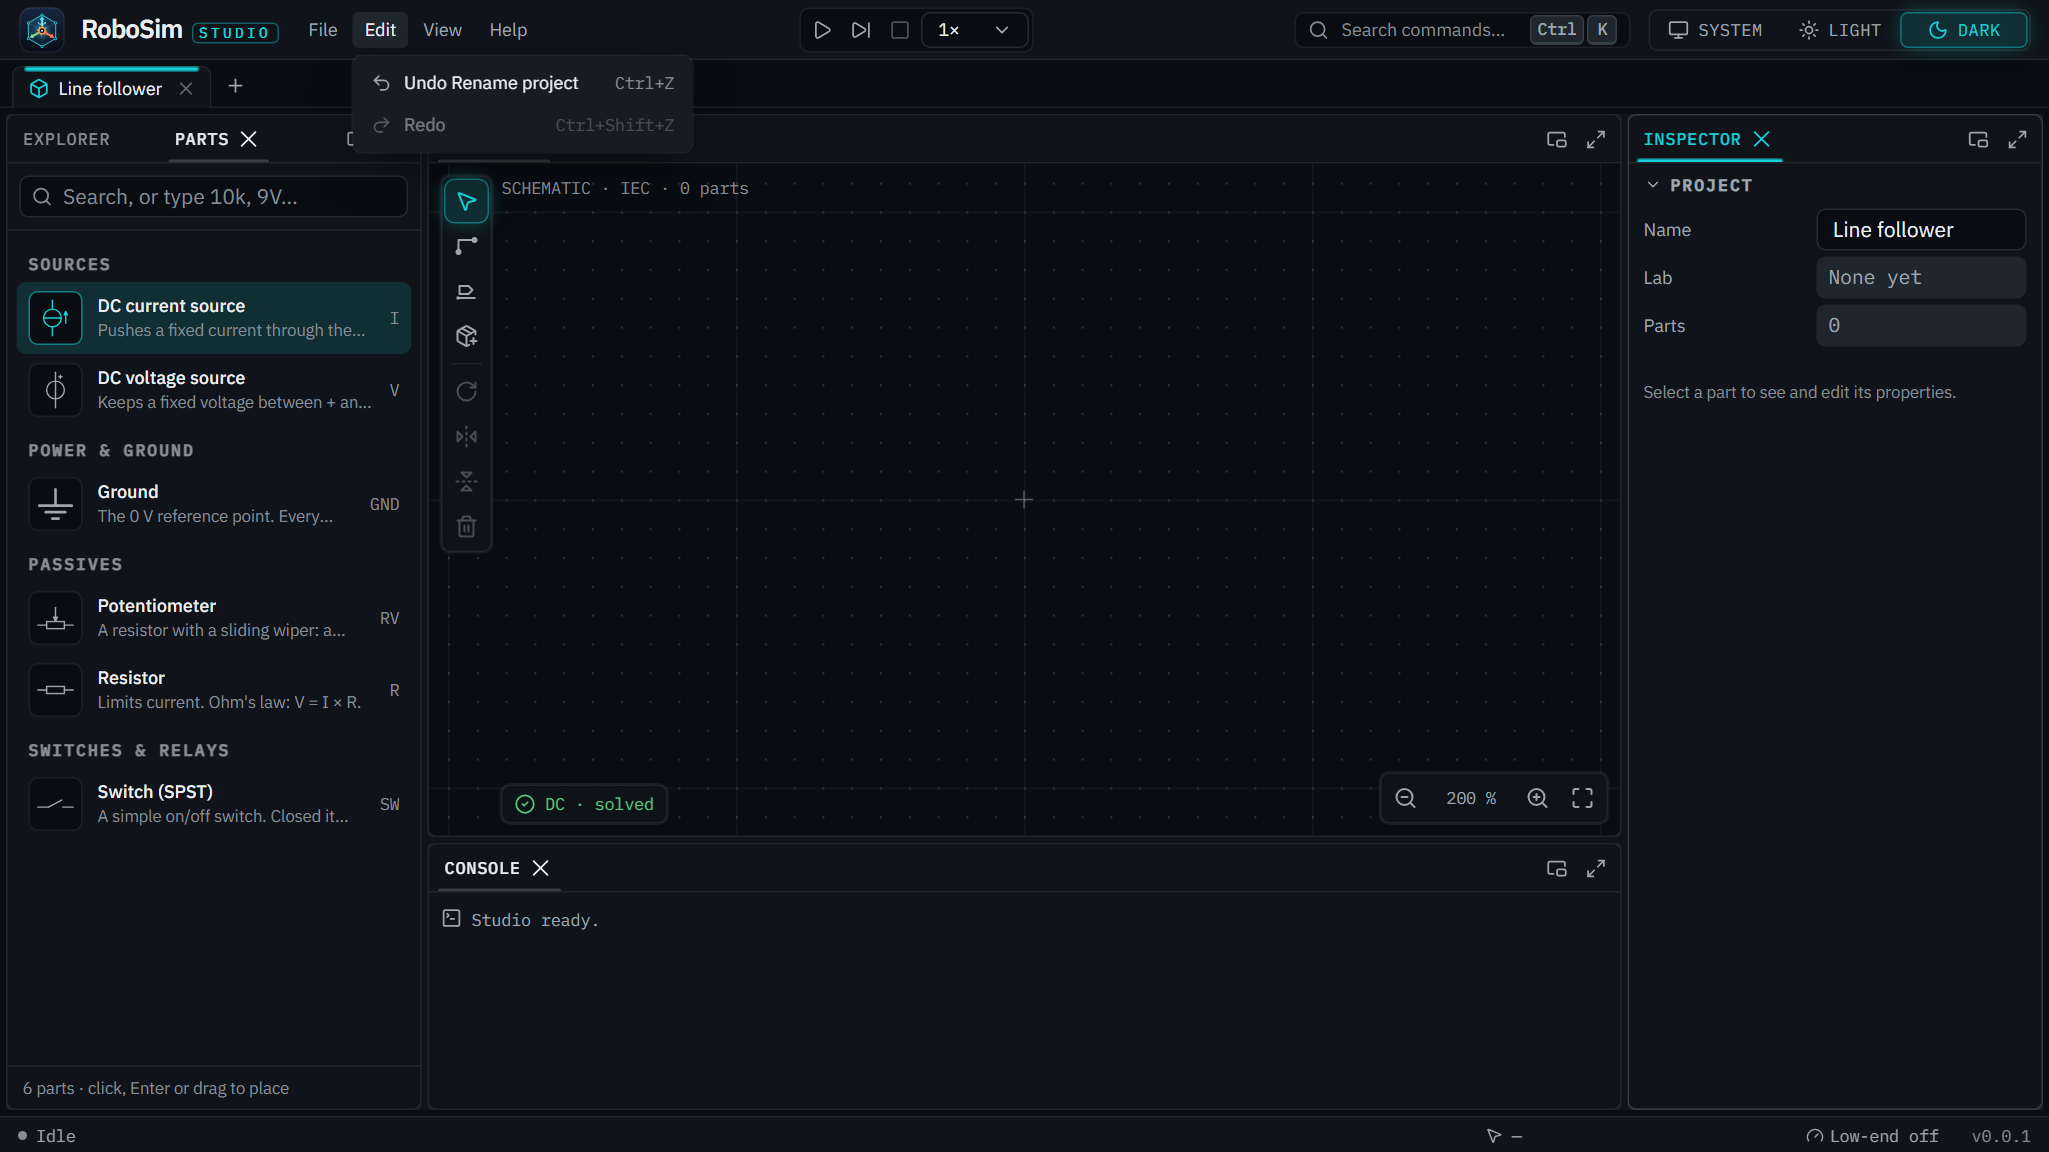 RoboSim STUDIO File Edit View Help 1× Search commands... Ctrl K SYSTEM LIGHT DARK
Line follower
Undo Rename project Ctrl+Z
Redo Ctrl+Shift+Z
EXPLORER PARTS
Search, or type 10k, 9V...
SOURCES
DC current source
Pushes a fixed current through the...
I
DC voltage source
Keeps a fixed voltage between + an...
V
POWER & GROUND
Ground
The 0 V reference point. Every...
GND
PASSIVES
Potentiometer
A resistor with a sliding wiper: a...
RV
Resistor
Limits current. Ohm's law: V = I × R.
R
SWITCHES & RELAYS
Switch (SPST)
A simple on/off switch. Closed it...
SW
6 parts · click, Enter or drag to place
SCHEMATIC · IEC · 0 parts
DC · solved
200 %
CONSOLE
Studio ready.
INSPECTOR
PROJECT
Name Line follower
Lab None yet
Parts 0
Select a part to see and edit its properties.
Idle – Low-end off v0.0.1